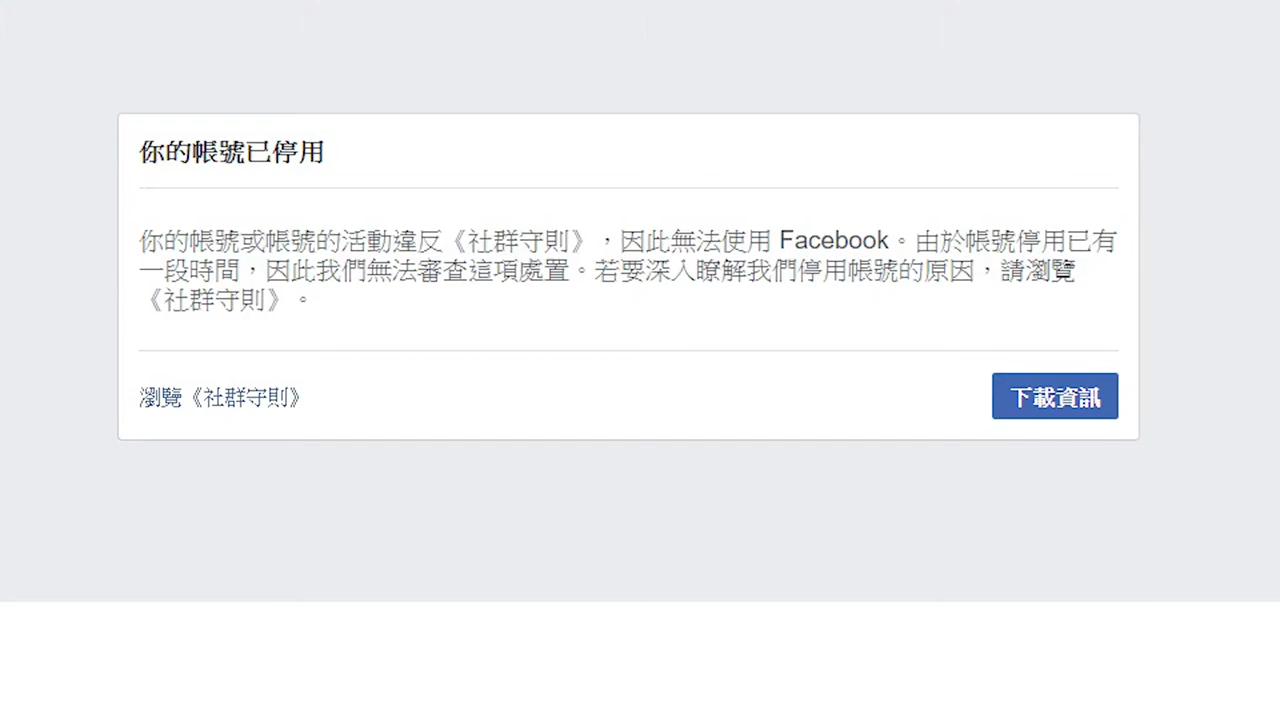 你的帳號已停用
你的帳號或帳號的活動違反《社群守則》，因此無法使用 Facebook。由於帳號停用已有
一段時間，因此我們無法審查這項處置。若要深入瞭解我們停用帳號的原因，請瀏覽
《社群守則》。
瀏覽《社群守則》
下載資訊